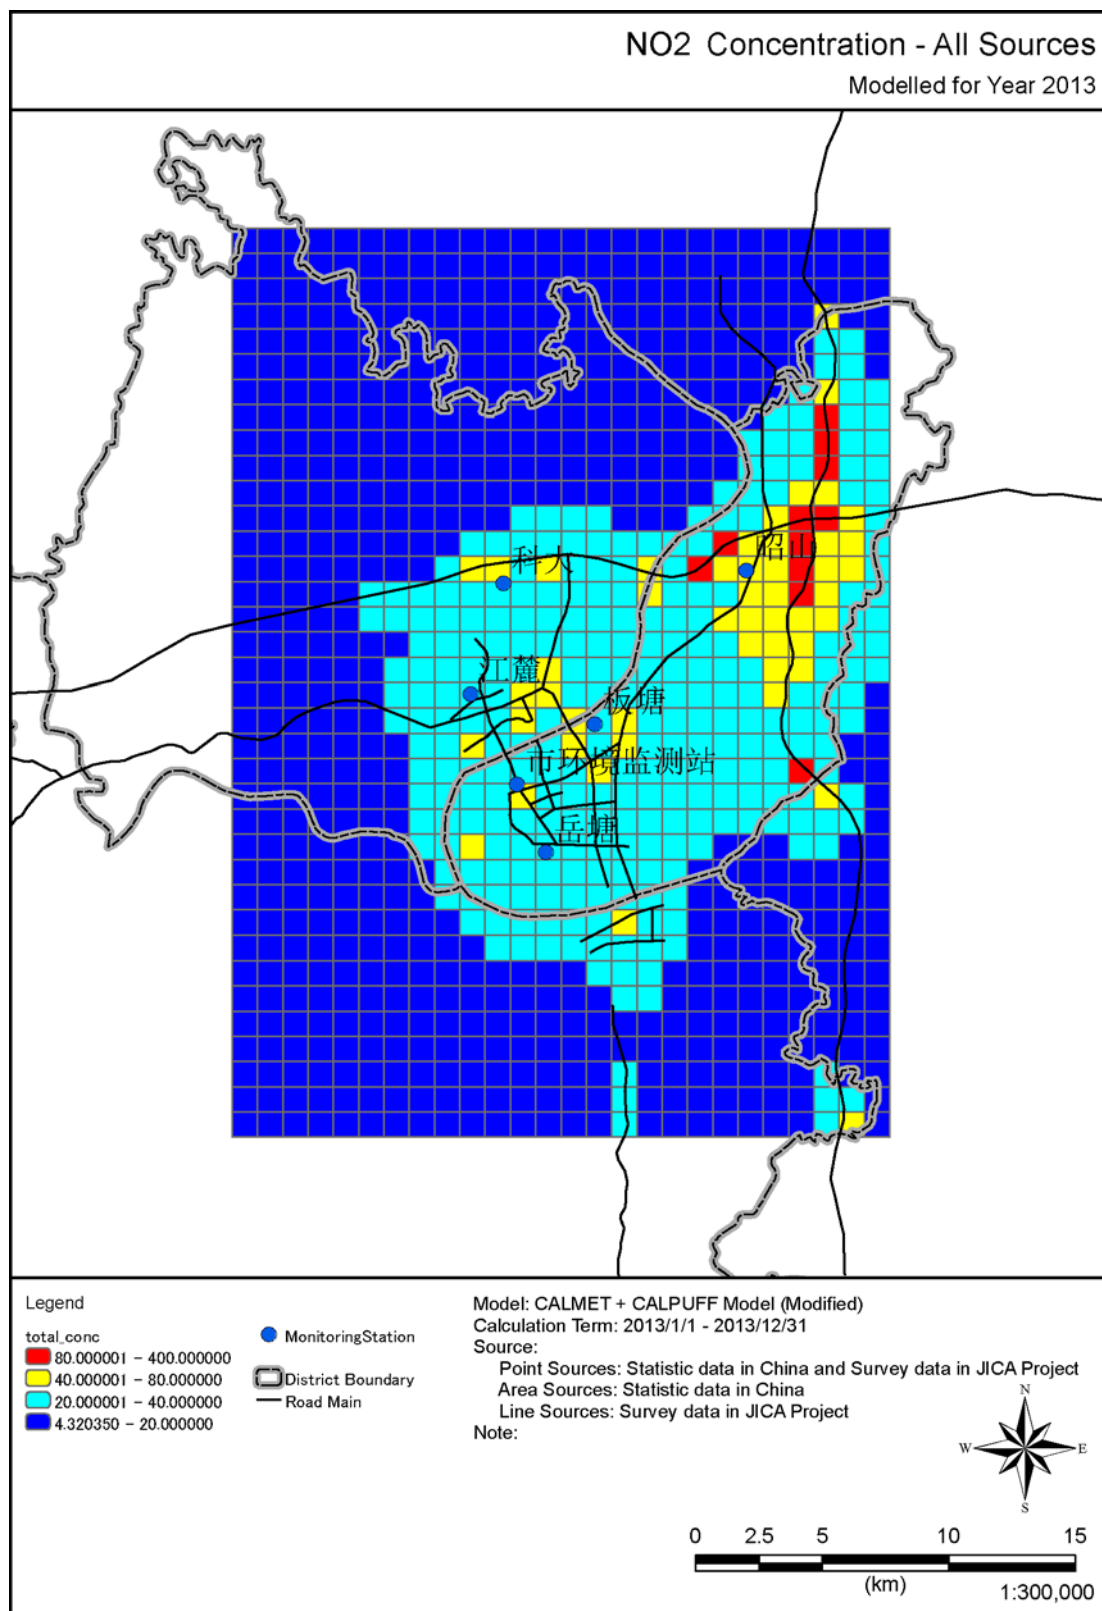 NO2 Concentration - All Sources
Modelled for Year 2013
科大
昭山
江麓
板塘
市环境监测站
岳塘
Legend
total_conc
80.000001 - 400.000000
40.000001 - 80.000000
20.000001 - 40.000000
4.320350 - 20.000000
MonitoringStation
District Boundary
Road Main
Model: CALMET + CALPUFF Model (Modified)
Calculation Term: 2013/1/1 - 2013/12/31
Source:
Point Sources: Statistic data in China and Survey data in JICA Project
Area Sources: Statistic data in China
Line Sources: Survey data in JICA Project
Note:
N
W E
S
0 2.5 5 10 15
(km)
1:300,000